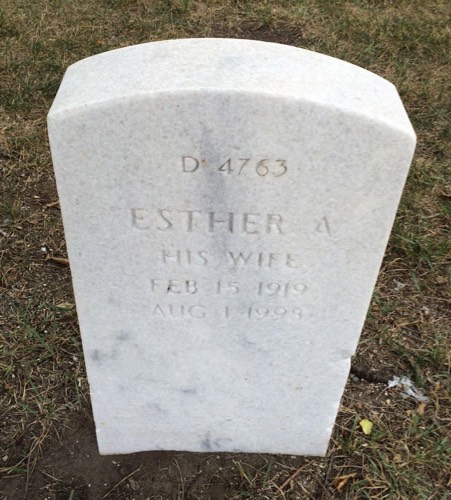 D 4763
ESTHER A
HIS WIFE
FEB 15 1919
AUG 1 1993